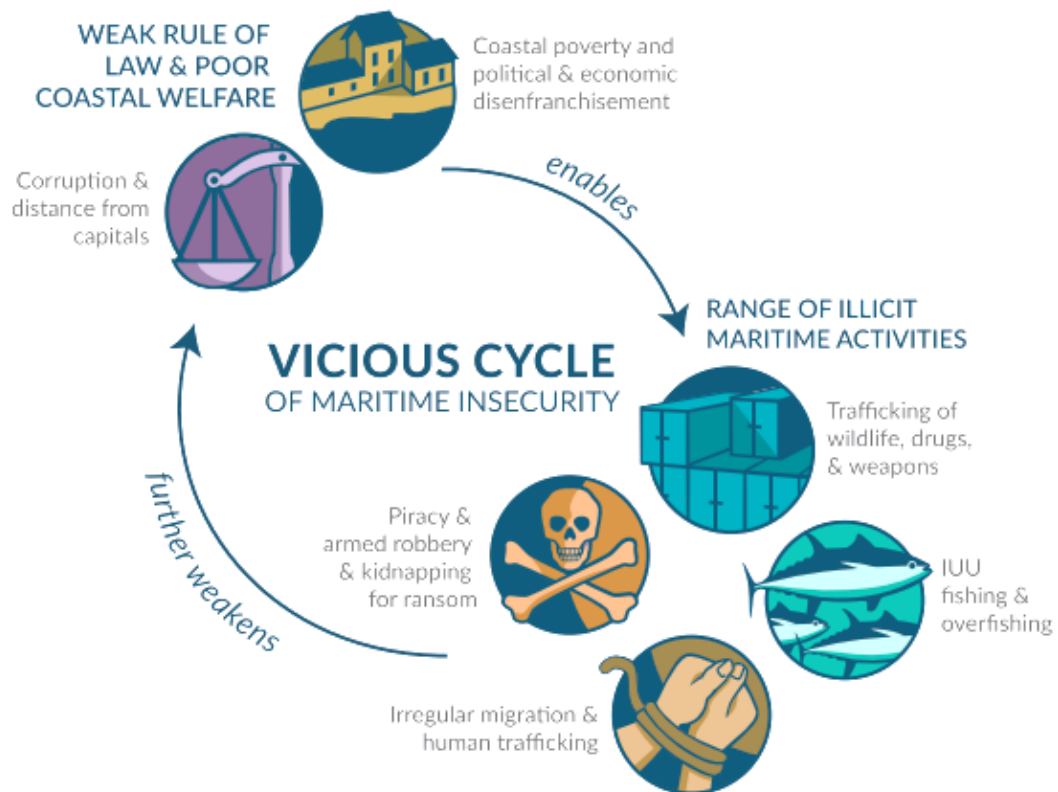 WEAK RULE OF
LAW & POOR
COASTAL WELFARE
Coastal poverty and
political & economic
disenfranchisement
Corruption &
distance from
capitals
enables
RANGE OF ILLICIT
MARITIME ACTIVITIES
VICIOUS CYCLE
OF MARITIME INSECURITY
Trafficking of
wildlife, drugs,
& weapons
Piracy &
armed robbery
& kidnapping
for ransom
IUU
fishing &
overfishing
Irregular migration &
human trafficking
further weakens